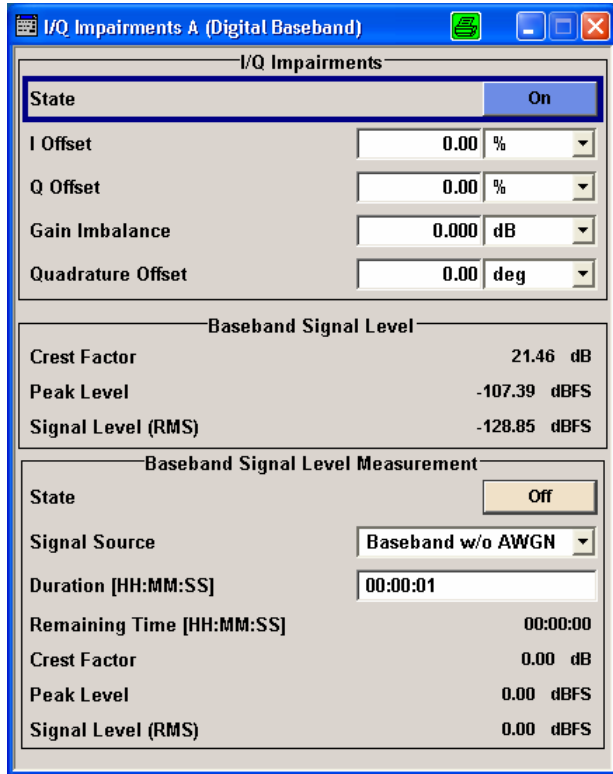 I/Q Impairments A (Digital Baseband)
I/Q Impairments
State On
I Offset 0.00 %
Q Offset 0.00 %
Gain Imbalance 0.000 dB
Quadrature Offset 0.00 deg
Baseband Signal Level
Crest Factor 21.46 dB
Peak Level -107.39 dBFS
Signal Level (RMS) -128.85 dBFS
Baseband Signal Level Measurement
State Off
Signal Source Baseband w/o AWGN
Duration [HH:MM:SS] 00:00:01
Remaining Time [HH:MM:SS] 00:00:00
Crest Factor 0.00 dB
Peak Level 0.00 dBFS
Signal Level (RMS) 0.00 dBFS